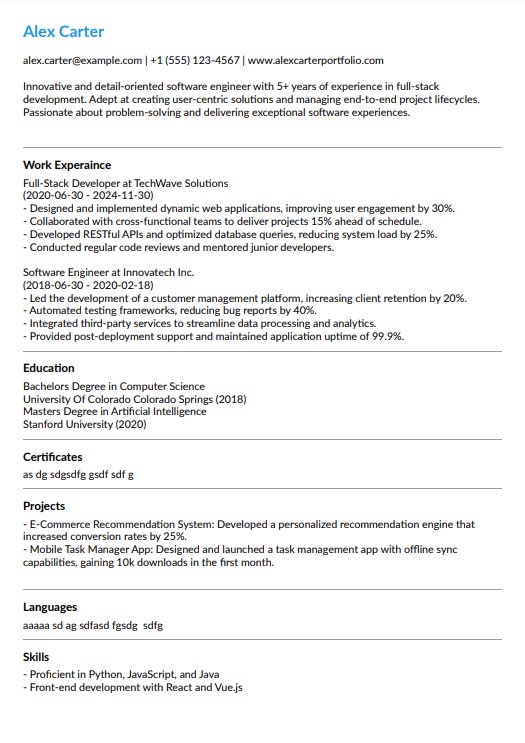 Alex Carter
alex.carter@example.com | +1 (555) 123-4567 | www.alexcarterportfolio.com
Innovative and detail-oriented software engineer with 5+ years of experience in full-stack
development. Adept at creating user-centric solutions and managing end-to-end project lifecycles.
Passionate about problem-solving and delivering exceptional software experiences.
Work Experaince
Full-Stack Developer at TechWave Solutions
(2020-06-30 - 2024-11-30)
- Designed and implemented dynamic web applications, improving user engagement by 30%.
- Collaborated with cross-functional teams to deliver projects 15% ahead of schedule.
- Developed RESTful APIs and optimized database queries, reducing system load by 25%.
- Conducted regular code reviews and mentored junior developers.
Software Engineer at Innovatech Inc.
(2018-06-30 - 2020-02-18)
- Led the development of a customer management platform, increasing client retention by 20%.
- Automated testing frameworks, reducing bug reports by 40%.
- Integrated third-party services to streamline data processing and analytics.
- Provided post-deployment support and maintained application uptime of 99.9%.
Education
Bachelors Degree in Computer Science
University Of Colorado Colorado Springs (2018)
Masters Degree in Artificial Intelligence
Stanford University (2020)
Certificates
as dg sdgsdfg gsdf sdf g
Projects
- E-Commerce Recommendation System: Developed a personalized recommendation engine that
increased conversion rates by 25%.
- Mobile Task Manager App: Designed and launched a task management app with offline sync
capabilities, gaining 10k downloads in the first month.
Languages
aaaaa sd ag sdfasd fgsdg  sdfg
Skills
- Proficient in Python, JavaScript, and Java
- Front-end development with React and Vue.js